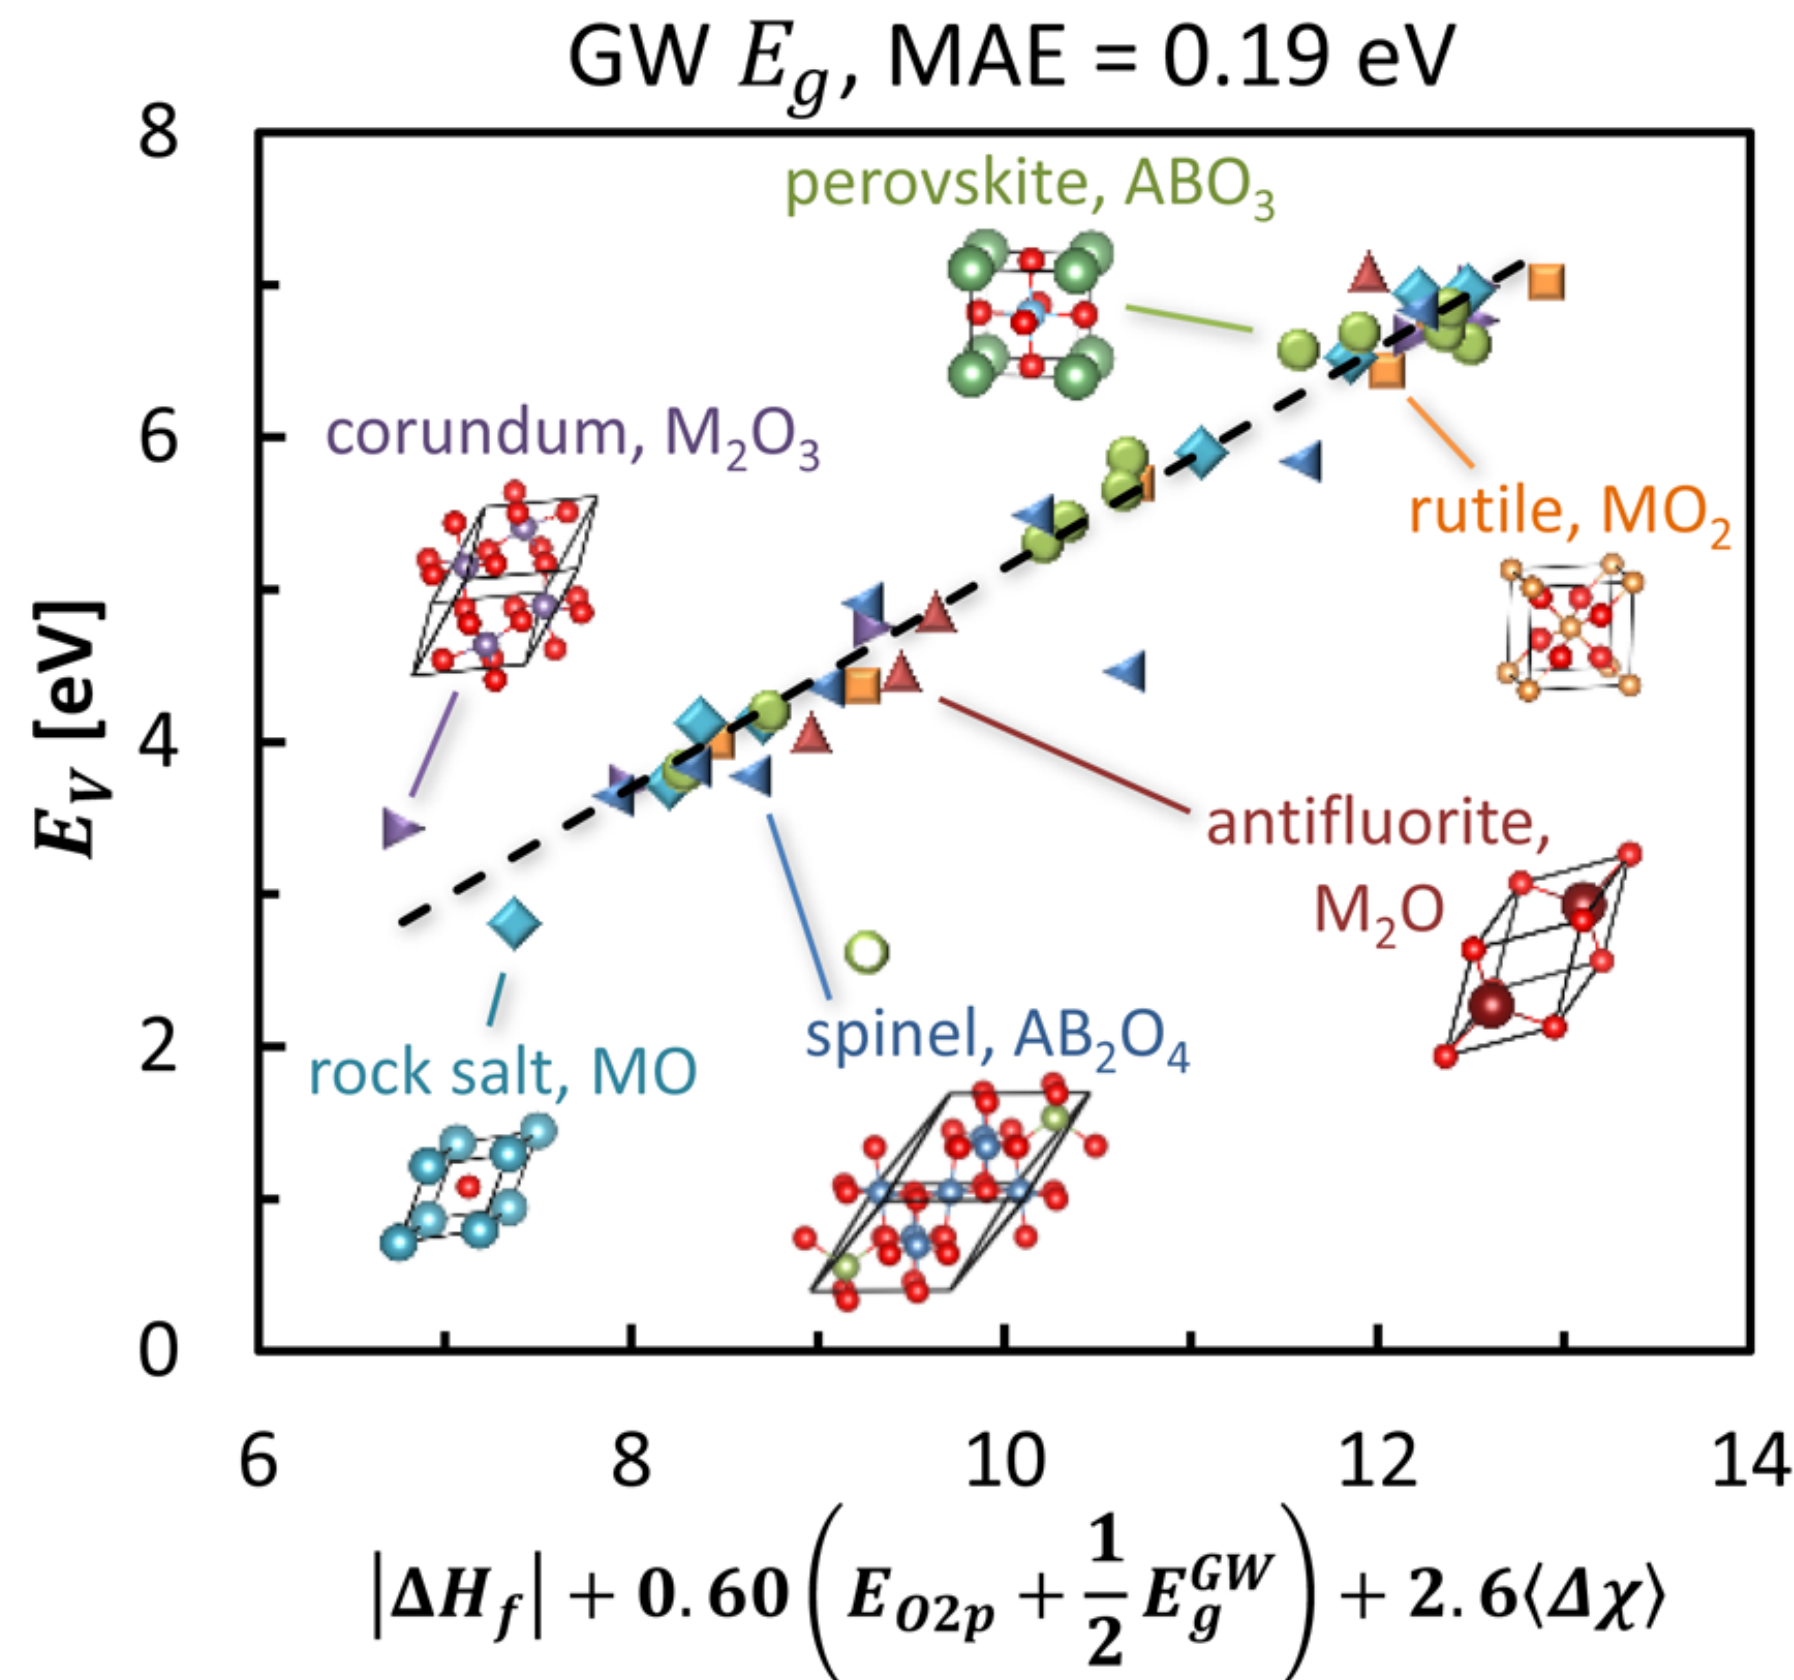 GW E_g, MAE = 0.19 eV
8
perovskite, ABO₃
6
corundum, M₂O₃
rutile, MO₂
E_V [eV]
4
antifluorite,
M₂O
2
spinel, AB₂O₄
rock salt, MO
0
6 8 10 12 14
|ΔH_f| + 0.60(E_{O2p} + 1/2 E_g^{GW}) + 2.6⟨Δχ⟩